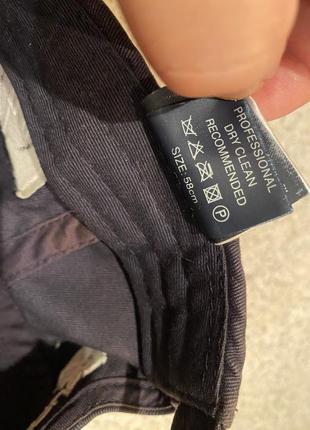 PROFESSIONAL
DRY CLEAN
RECOMMENDED
P
SIZE: 58cm